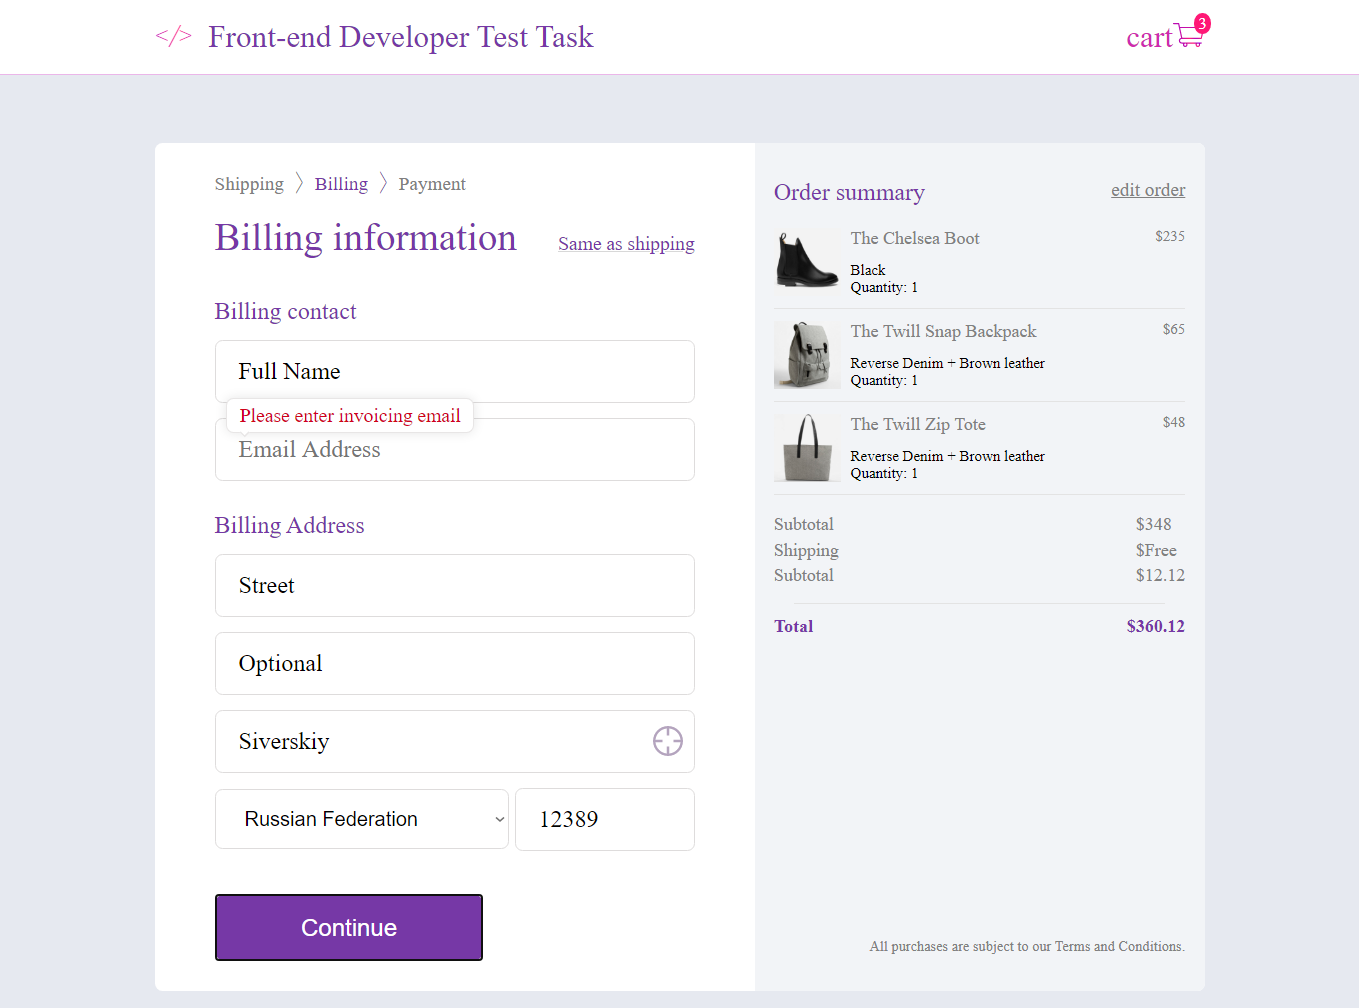 </> Front-end Developer Test Task
cart 3
Shipping Billing Payment
Billing information
Same as shipping
Billing contact
Full Name
Please enter invoicing email
Email Address
Billing Address
Street
Optional
Siverskiy
Russian Federation
12389
Continue
Order summary
edit order
The Chelsea Boot
$235
Black
Quantity: 1
The Twill Snap Backpack
$65
Reverse Denim + Brown leather
Quantity: 1
The Twill Zip Tote
$48
Reverse Denim + Brown leather
Quantity: 1
Subtotal $348
Shipping $Free
Subtotal $12.12
Total $360.12
All purchases are subject to our Terms and Conditions.